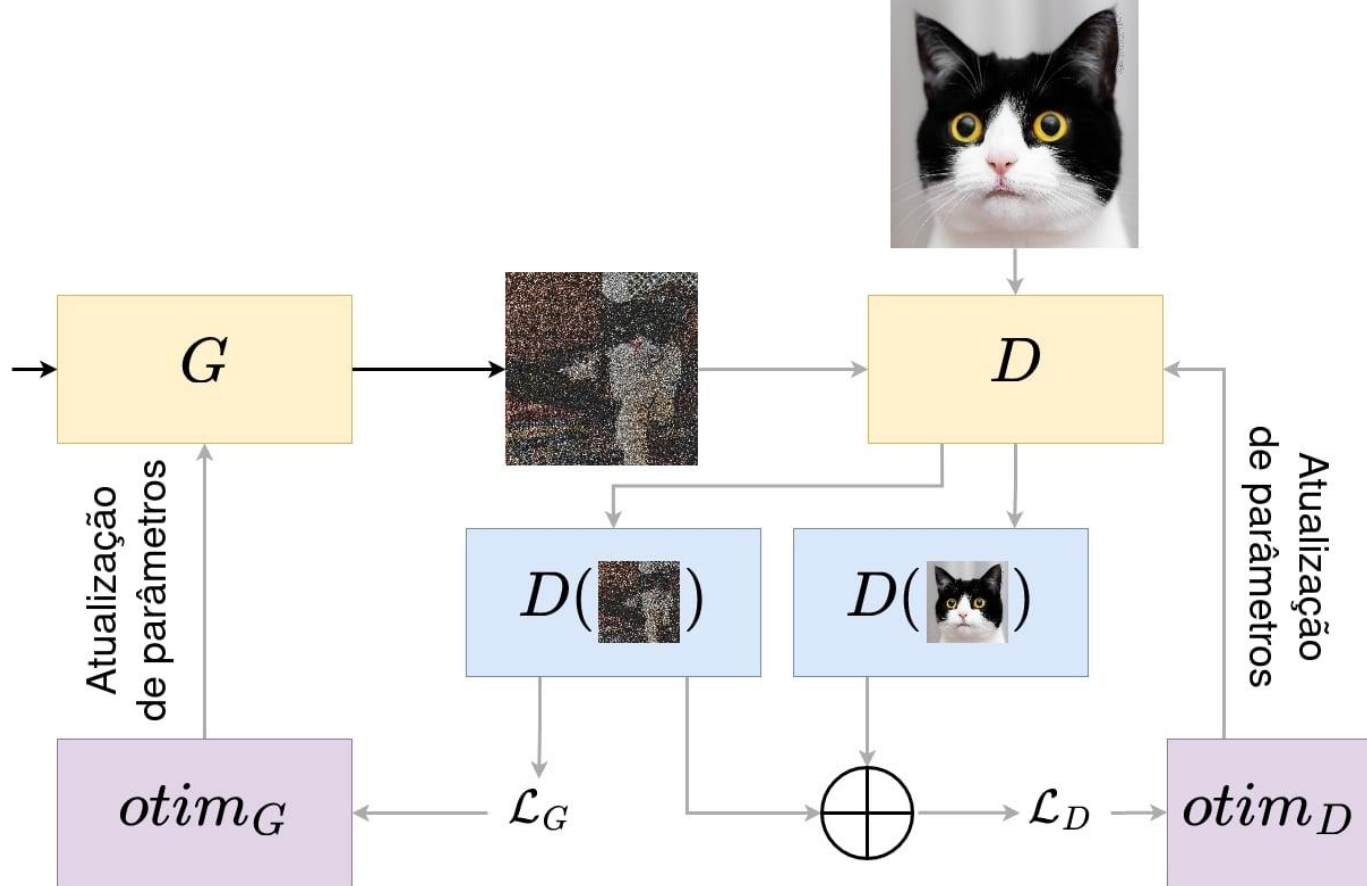 G
D
Atualização
de parâmetros
Atualização
de parâmetros
D( )
D( )
otim_G
ℒ_G
ℒ_D
otim_D